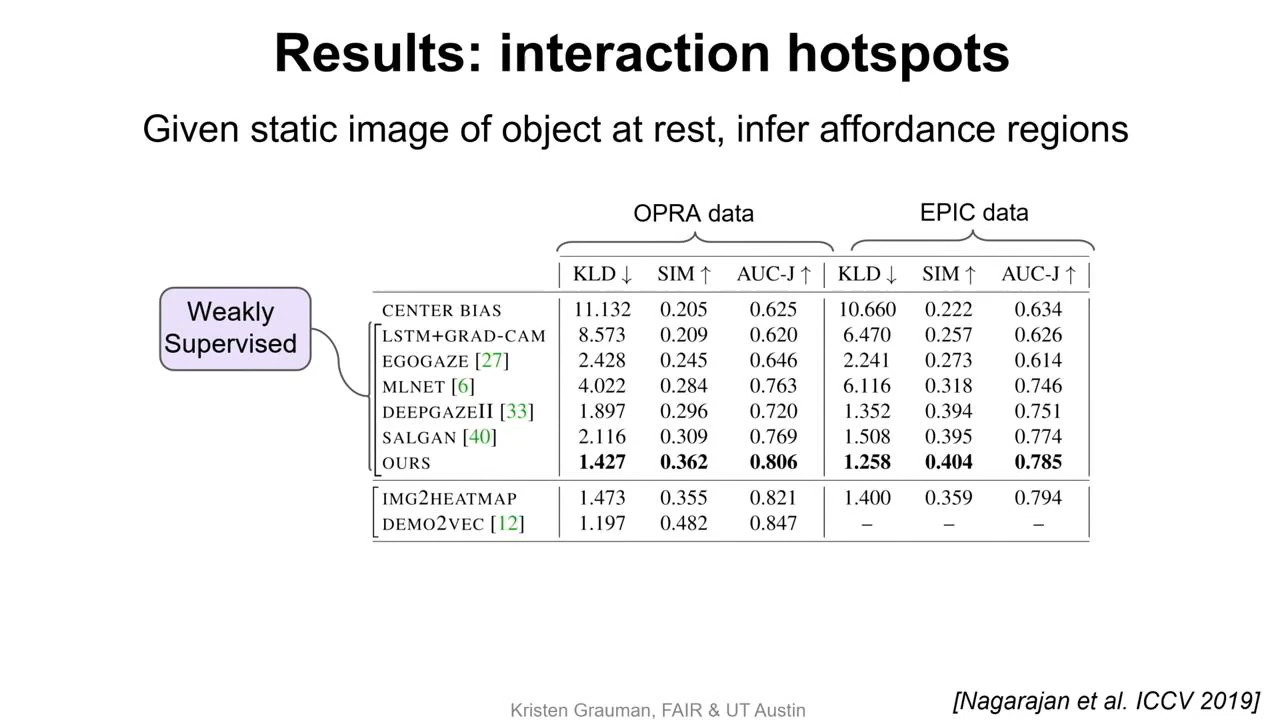 Results: interaction hotspots
Given static image of object at rest, infer affordance regions
OPRA data EPIC data
KLD ↓ SIM ↑ AUC-J ↑ KLD ↓ SIM ↑ AUC-J ↑
Weakly
Supervised
CENTER BIAS 11.132 0.205 0.625 10.660 0.222 0.634
LSTM+GRAD-CAM 8.573 0.209 0.620 6.470 0.257 0.626
EGOGAZE [27] 2.428 0.245 0.646 2.241 0.273 0.614
MLNET [6] 4.022 0.284 0.763 6.116 0.318 0.746
DEEPGAZEII [33] 1.897 0.296 0.720 1.352 0.394 0.751
SALGAN [40] 2.116 0.309 0.769 1.508 0.395 0.774
OURS 1.427 0.362 0.806 1.258 0.404 0.785
IMG2HEATMAP 1.473 0.355 0.821 1.400 0.359 0.794
DEMO2VEC [12] 1.197 0.482 0.847 – – –
[Nagarajan et al. ICCV 2019]
Kristen Grauman, FAIR & UT Austin